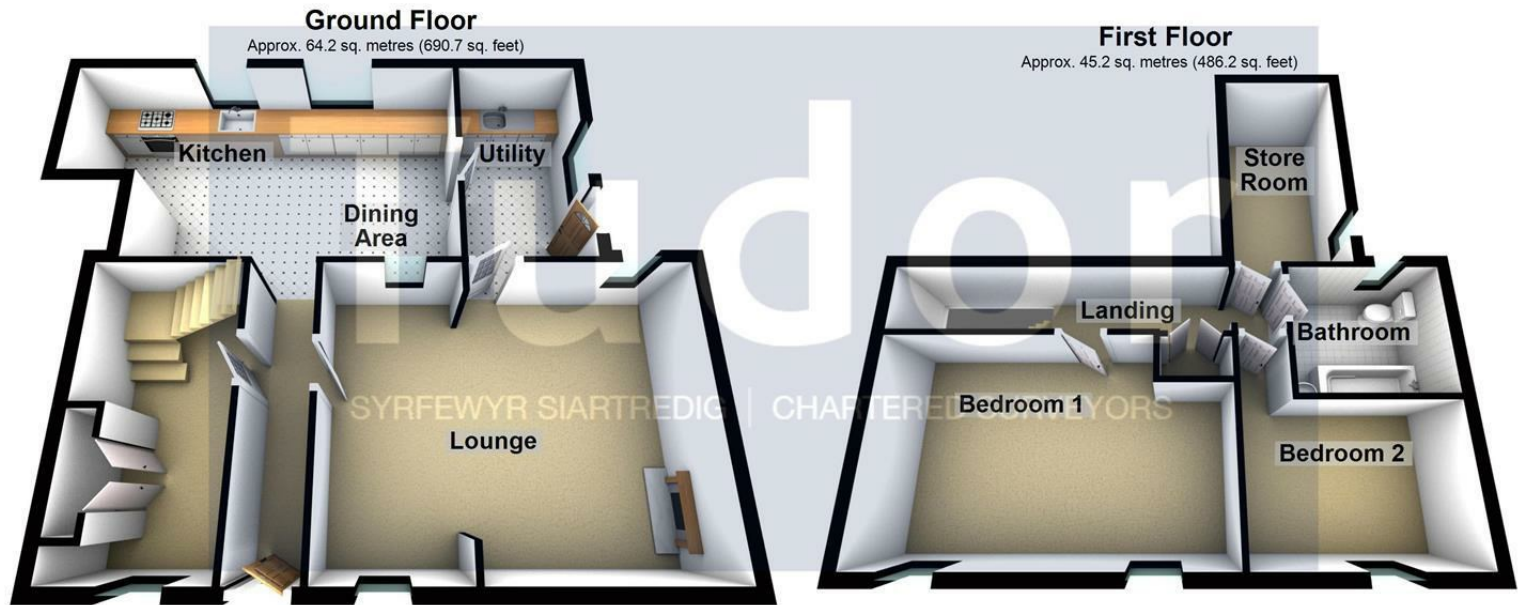 Ground Floor
Approx. 64.2 sq. metres (690.7 sq. feet)
First Floor
Approx. 45.2 sq. metres (486.2 sq. feet)
Kitchen
Utility
Dining
Area
Store
Room
Tudor
Landing
Bathroom
SYRFEWYR SIARTREDIG | CHARTERED SURVEYORS
Lounge
Bedroom 1
Bedroom 2